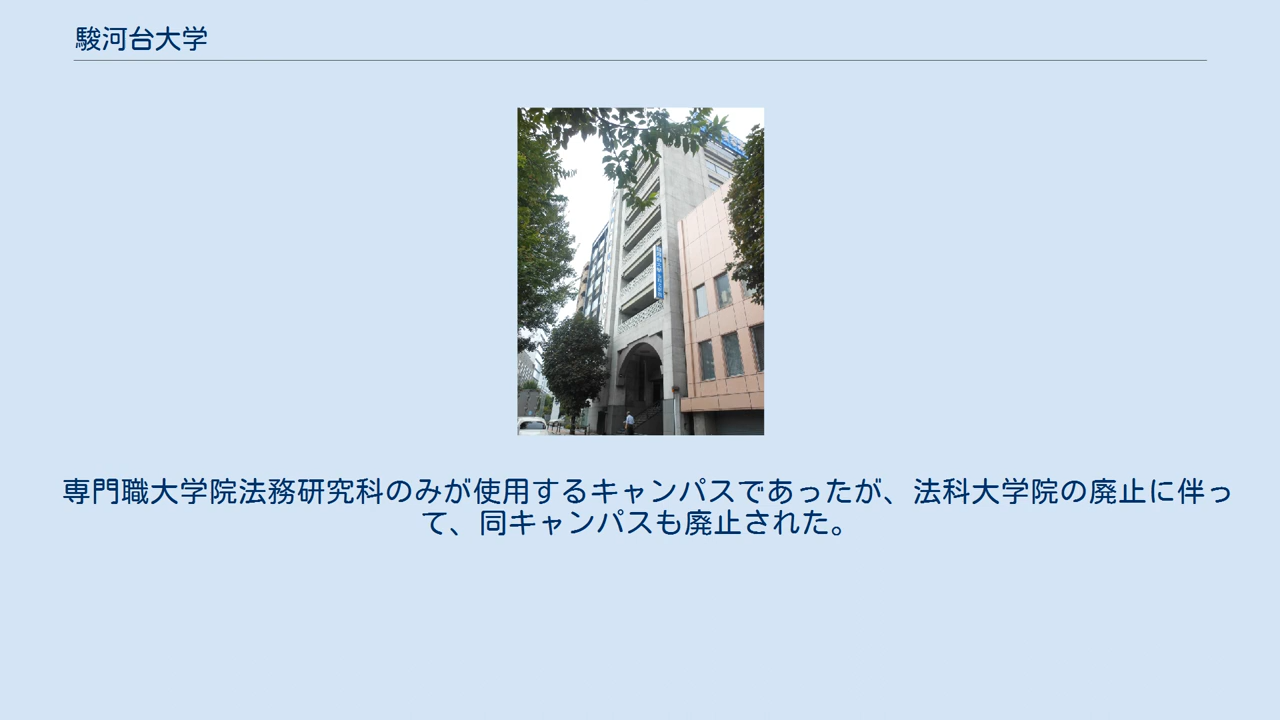 駿河台大学
専門職大学院法務研究科のみが使用するキャンパスであったが、法科大学院の廃止に伴っ
て、同キャンパスも廃止された。